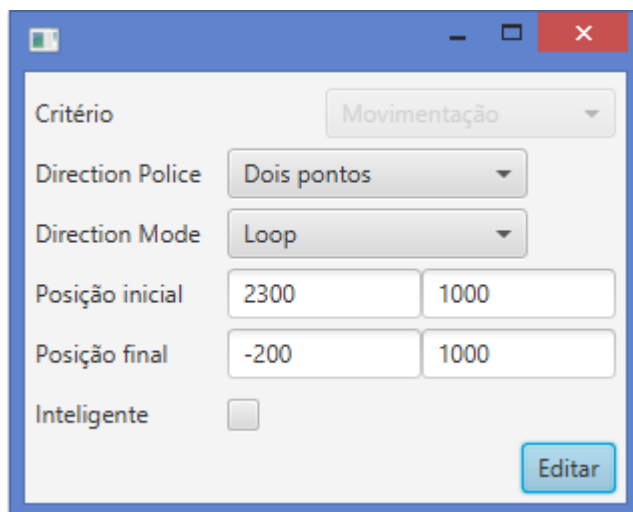 Critério Movimentação
Direction Police Dois pontos
Direction Mode Loop
Posição inicial 2300 1000
Posição final -200 1000
Inteligente
Editar